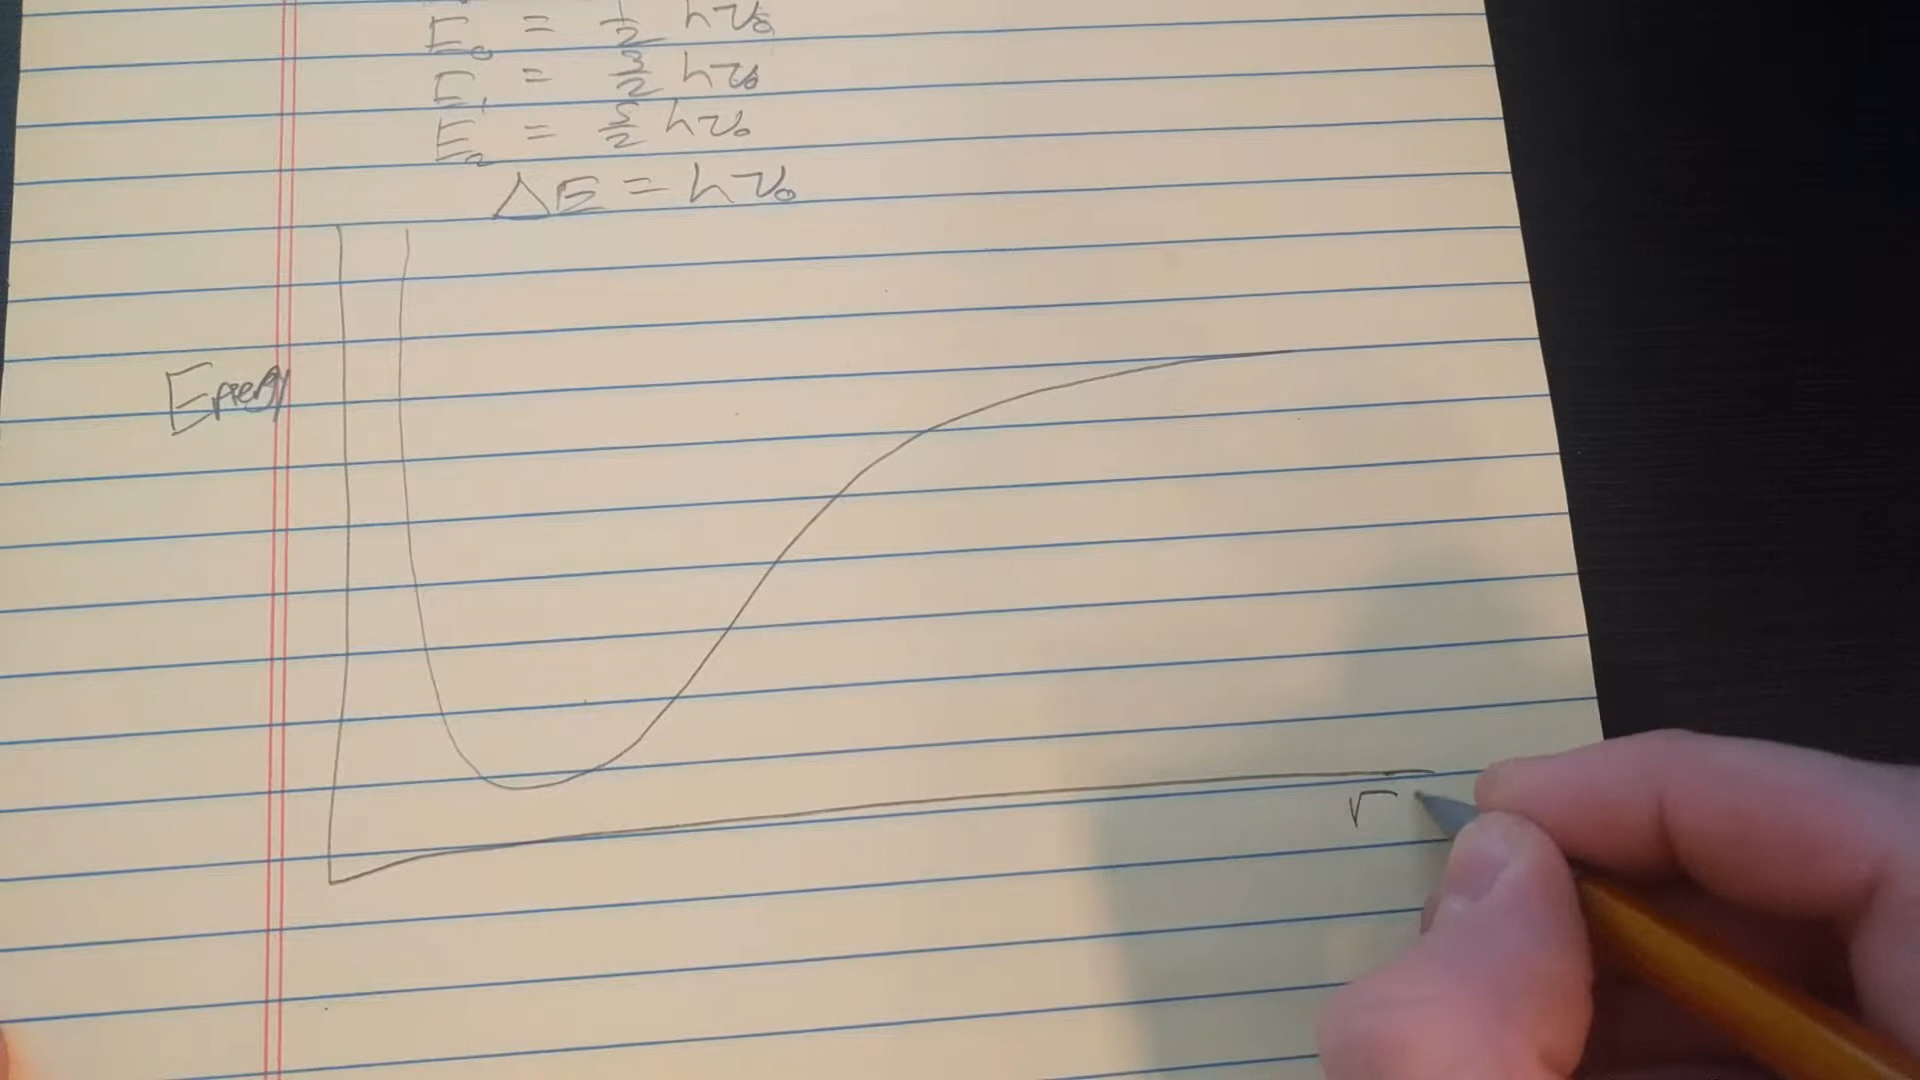 E₀ = 1/2 hν₀
E₁ = 3/2 hν₀
E₂ = 5/2 hν₀
ΔE = hν₀
Energy
r